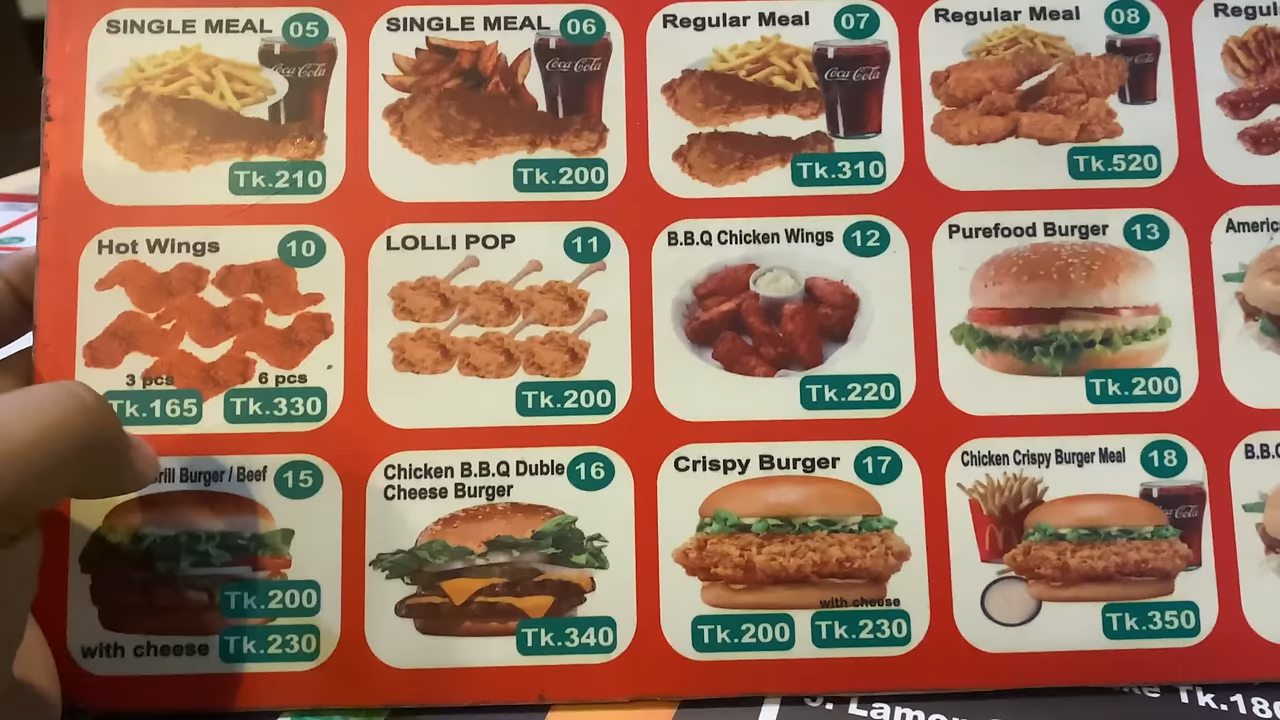 SINGLE MEAL 05
Coca-Cola
Tk.210
SINGLE MEAL 06
Coca-Cola
Tk.200
Regular Meal 07
Coca-Cola
Tk.310
Regular Meal 08
Coca-Cola
Tk.520
Hot Wings 10
3 pcs 6 pcs
Tk.165 Tk.330
LOLLI POP 11
Tk.200
B.B.Q Chicken Wings 12
Tk.220
Purefood Burger 13
Tk.200
Burger / Beef 15
Tk.200
with cheese Tk.230
Chicken B.B.Q Duble 16
Cheese Burger
Tk.340
Crispy Burger 17
with cheese
Tk.200 Tk.230
Chicken Crispy Burger Meal 18
Tk.350